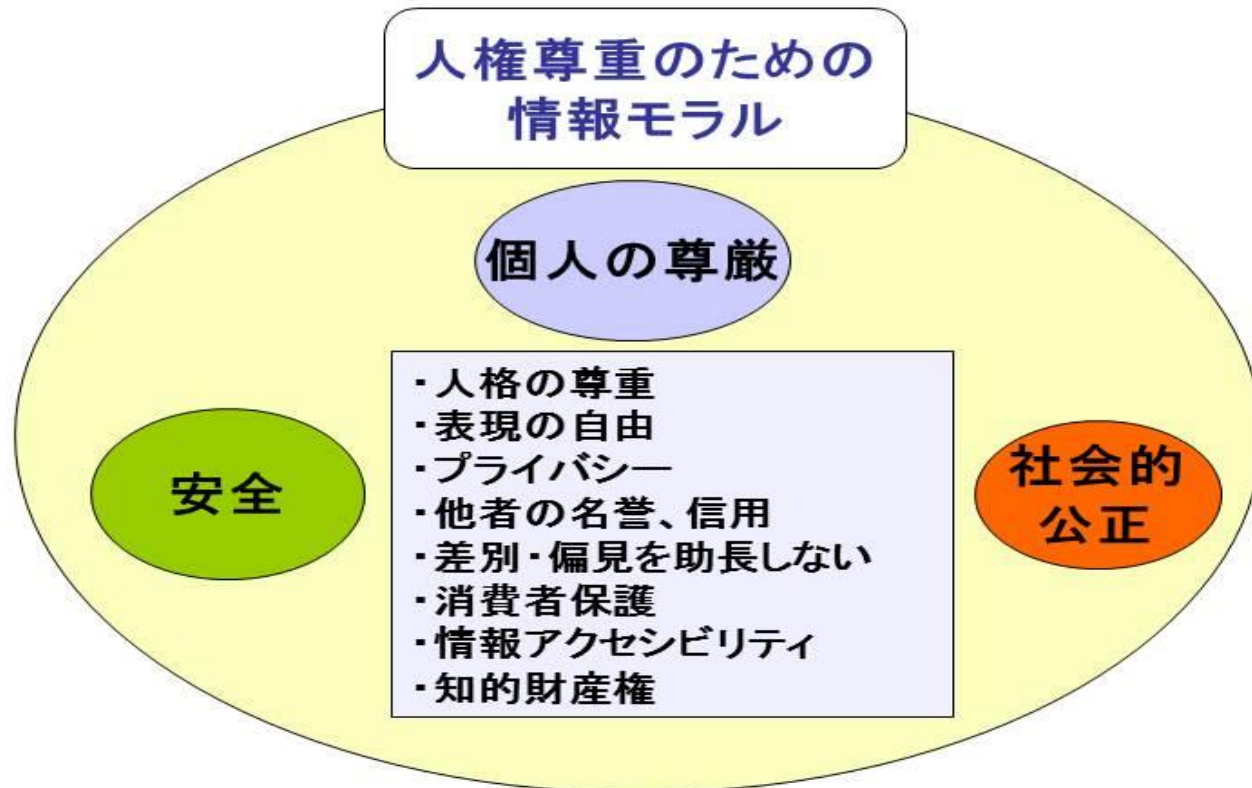 人権尊重のための
情報モラル
個人の尊厳
安全
・人格の尊重
・表現の自由
・プライバシー
・他者の名誉、信用
・差別・偏見を助長しない
・消費者保護
・情報アクセシビリティ
・知的財産権
社会的
公正